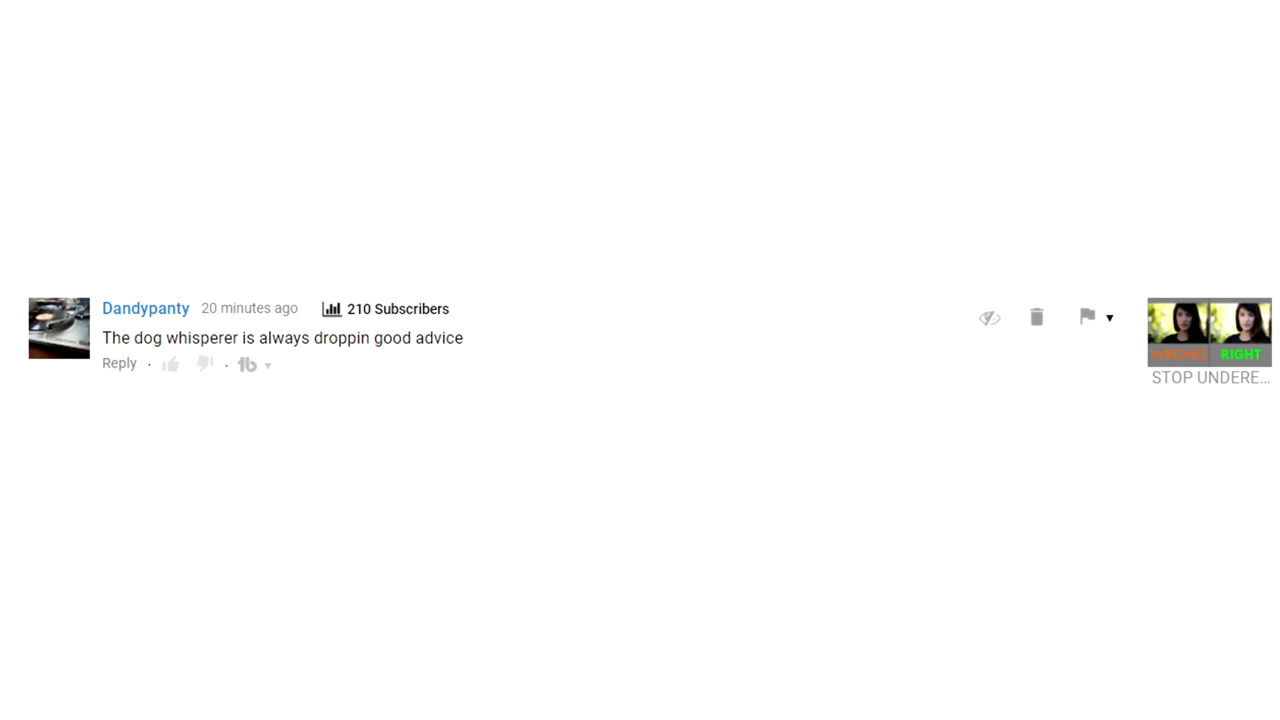 Dandypanty 20 minutes ago 210 Subscribers
The dog whisperer is always droppin good advice
Reply · · tb
WRONG RIGHT
STOP UNDERE...